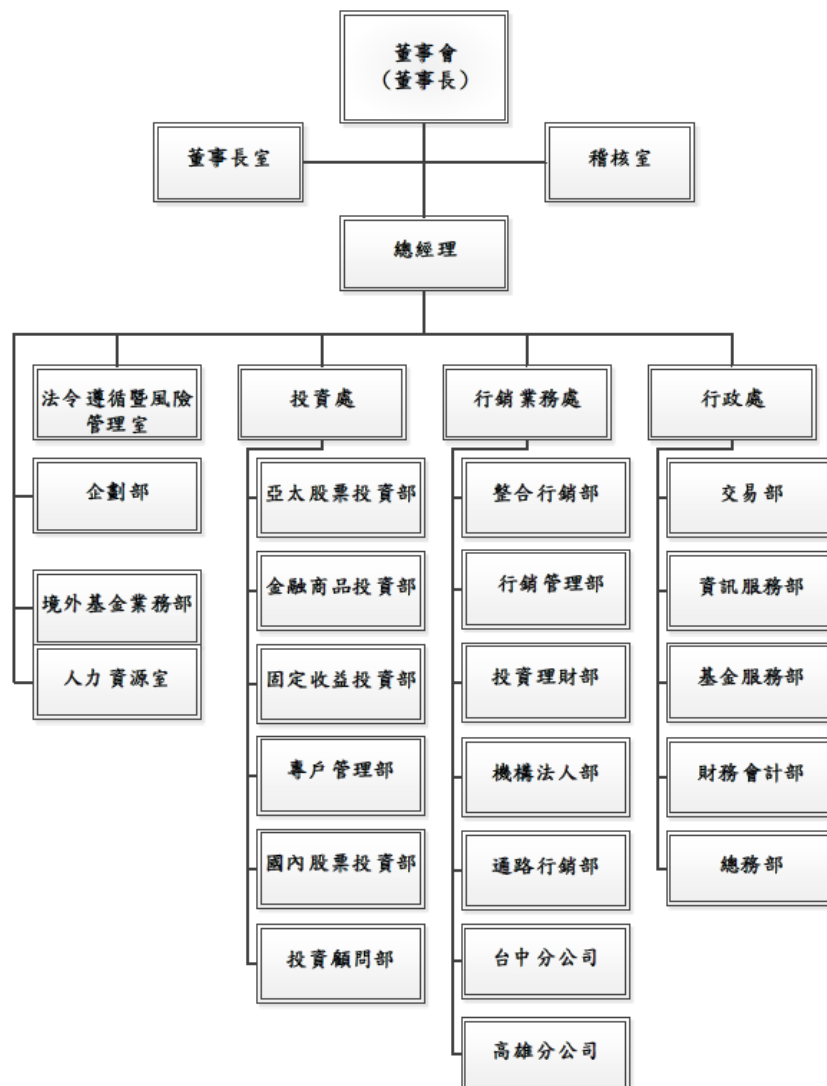 董事會
(董事長)
董事長室
稽核室
總經理
法令遵循暨風險
管理室
投資處
行銷業務處
行政處
企劃部
境外基金業務部
人力資源室
亞太股票投資部
金融商品投資部
固定收益投資部
專戶管理部
國內股票投資部
投資顧問部
整合行銷部
行銷管理部
投資理財部
機構法人部
通路行銷部
台中分公司
高雄分公司
交易部
資訊服務部
基金服務部
財務會計部
總務部